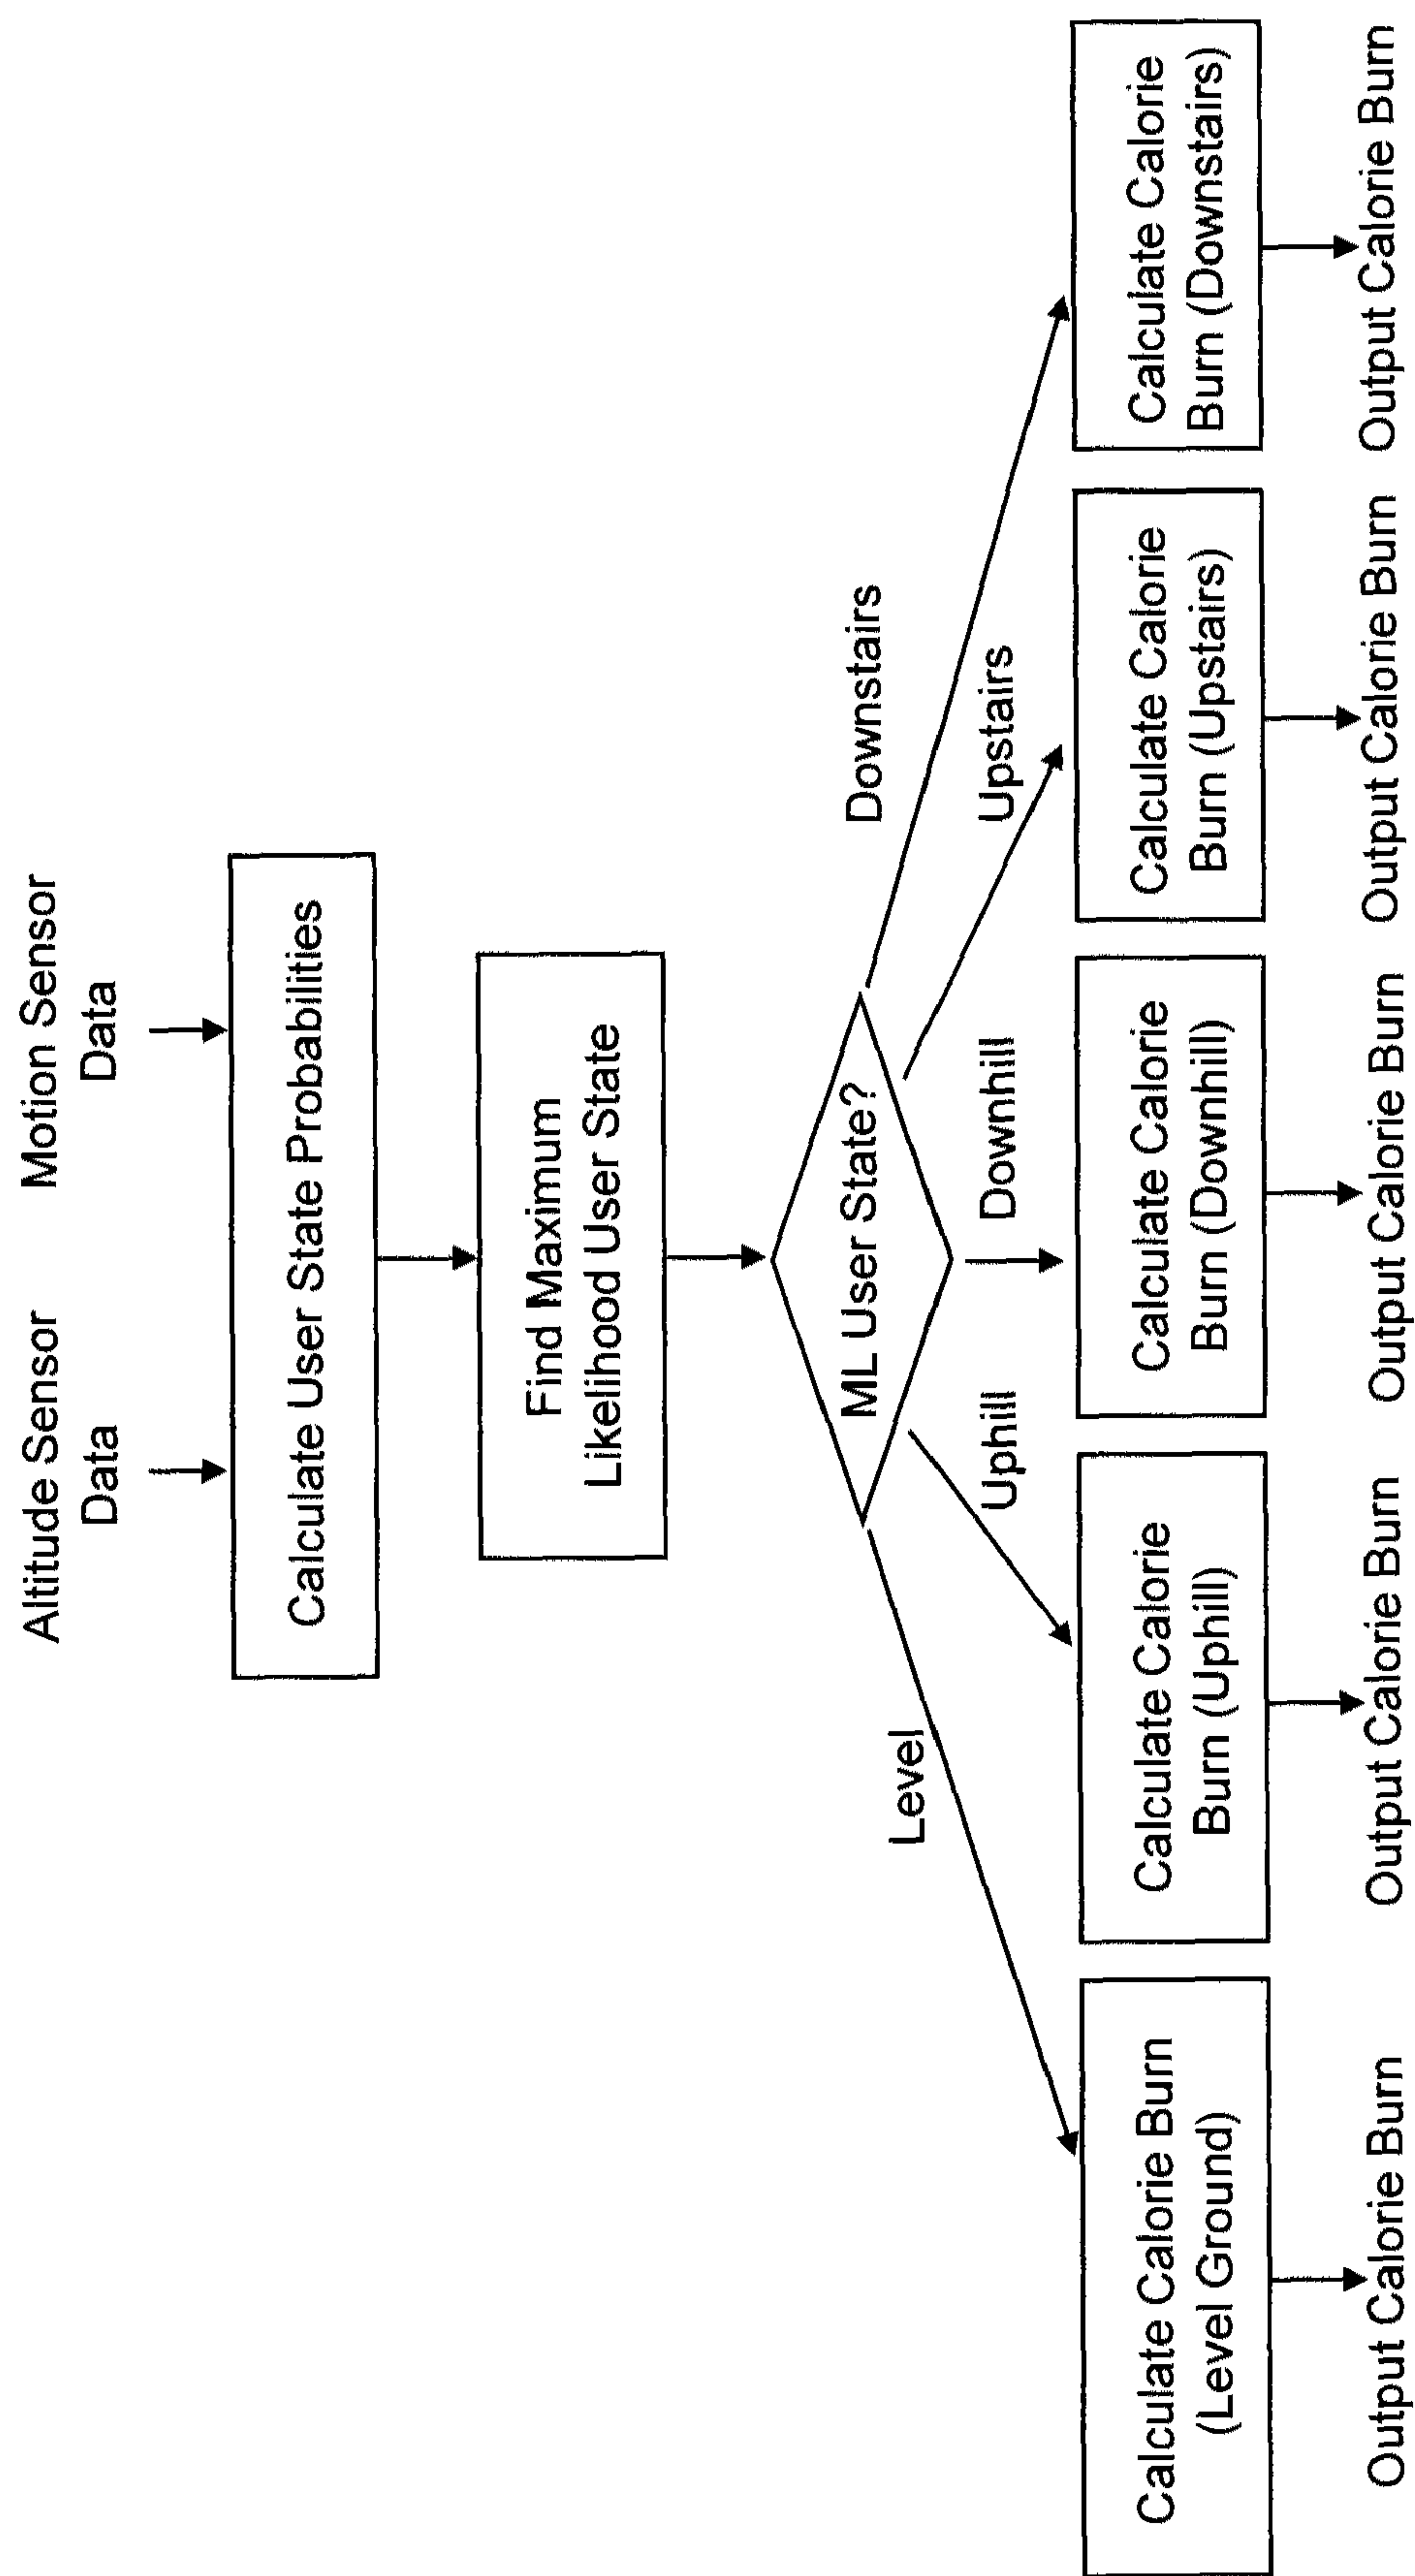 Altitude Sensor
Data
Motion Sensor
Data
Calculate User State Probabilities
Find Maximum
Likelihood User State
ML User State?
Level
Uphill
Downhill
Upstairs
Downstairs
Calculate Calorie Burn
(Level Ground)
Calculate Calorie
Burn (Uphill)
Calculate Calorie
Burn (Downhill)
Calculate Calorie
Burn (Upstairs)
Calculate Calorie
Burn (Downstairs)
Output Calorie Burn
Output Calorie Burn
Output Calorie Burn
Output Calorie Burn
Output Calorie Burn